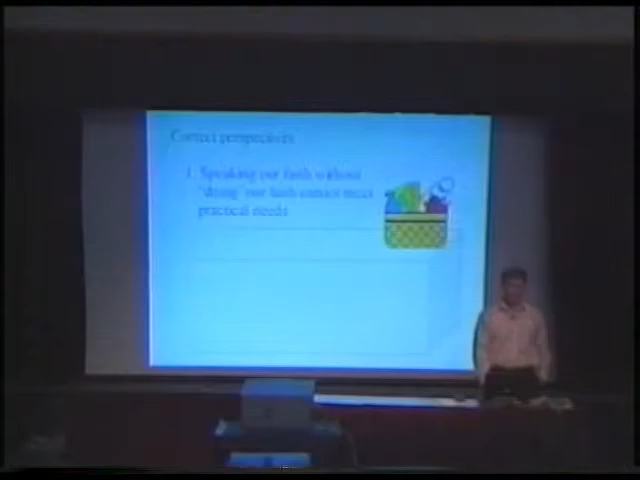 Correct perspectives
1. Speaking our faith without
'doing' our faith cannot meet
practical needs